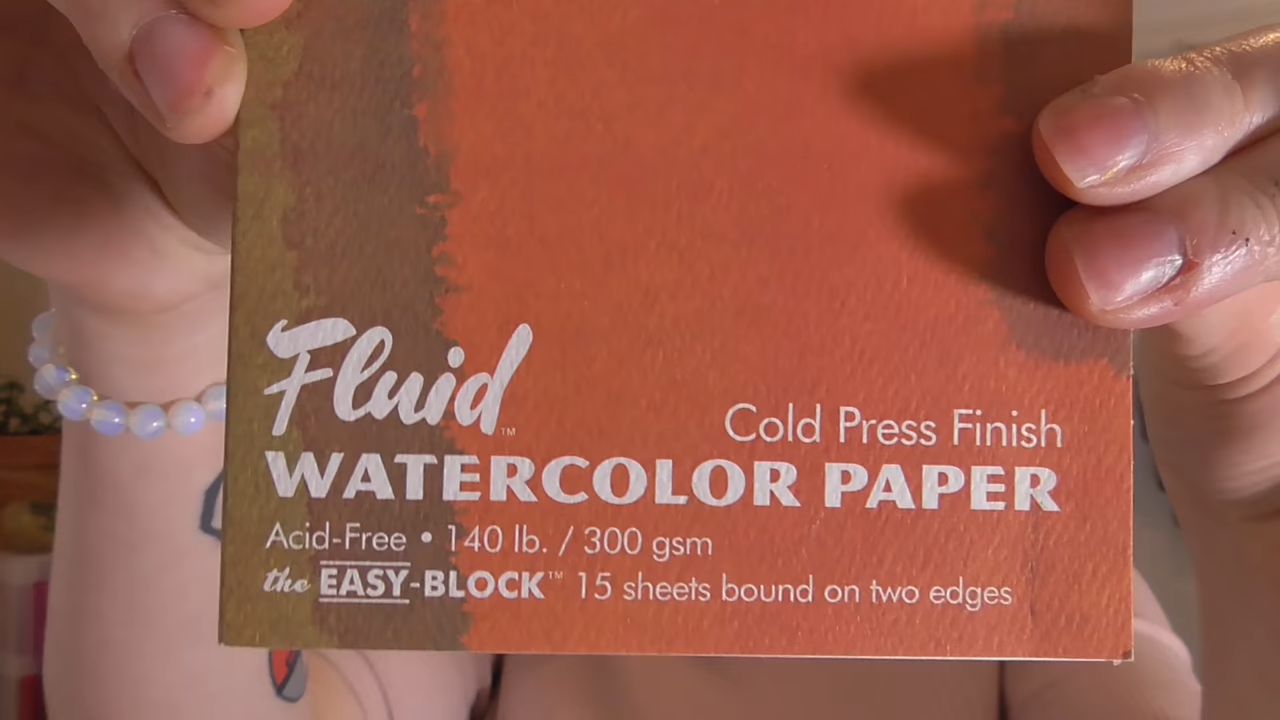 Fluid™
Cold Press Finish
WATERCOLOR PAPER
Acid-Free • 140 lb. / 300 gsm
the EASY-BLOCK™ 15 sheets bound on two edges